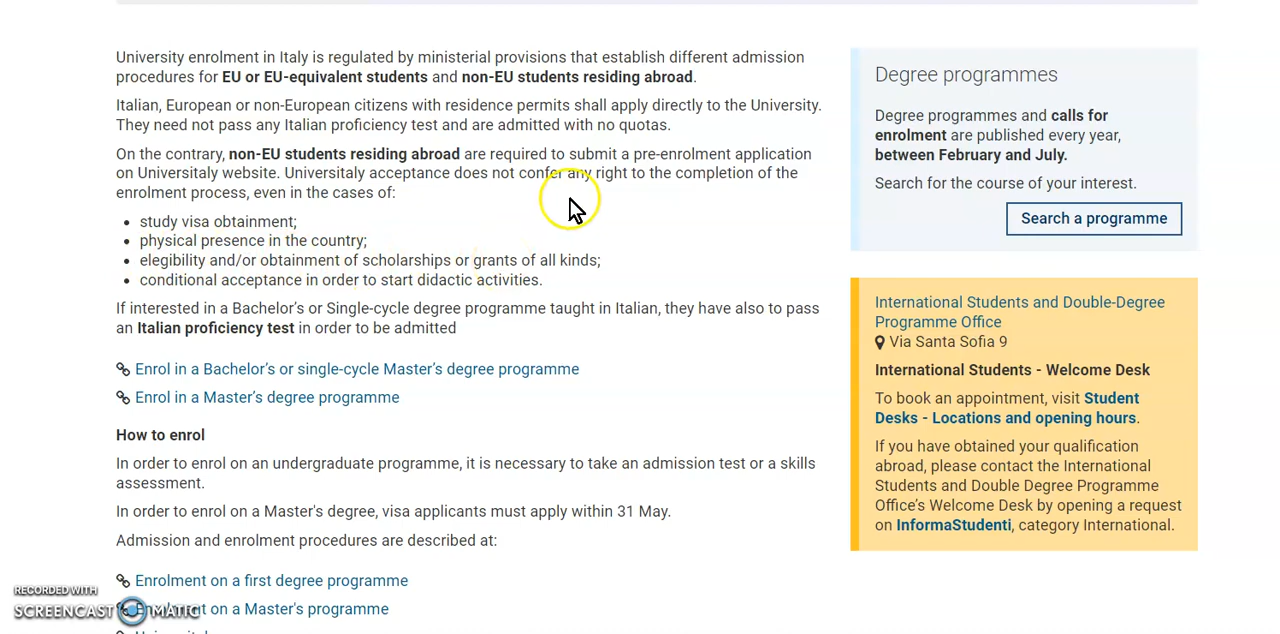 University enrolment in Italy is regulated by ministerial provisions that establish different admission
procedures for EU or EU-equivalent students and non-EU students residing abroad.
Italian, European or non-European citizens with residence permits shall apply directly to the University.
They need not pass any Italian proficiency test and are admitted with no quotas.
On the contrary, non-EU students residing abroad are required to submit a pre-enrolment application
on Universitaly website. Universitaly acceptance does not confer any right to the completion of the
enrolment process, even in the cases of:
study visa obtainment;
physical presence in the country;
elegibility and/or obtainment of scholarships or grants of all kinds;
conditional acceptance in order to start didactic activities.
If interested in a Bachelor's or Single-cycle degree programme taught in Italian, they have also to pass
an Italian proficiency test in order to be admitted
Enrol in a Bachelor's or single-cycle Master's degree programme
Enrol in a Master's degree programme
How to enrol
In order to enrol on an undergraduate programme, it is necessary to take an admission test or a skills
assessment.
In order to enrol on a Master's degree, visa applicants must apply within 31 May.
Admission and enrolment procedures are described at:
Enrolment on a first degree programme
on a Master's programme
Degree programmes
Degree programmes and calls for
enrolment are published every year,
between February and July.
Search for the course of your interest.
Search a programme
International Students and Double-Degree
Programme Office
Via Santa Sofia 9
International Students - Welcome Desk
To book an appointment, visit Student
Desks - Locations and opening hours.
If you have obtained your qualification
abroad, please contact the International
Students and Double Degree Programme
Office's Welcome Desk by opening a request
on InformaStudenti, category International.
RECORDED WITH
SCREENCAST MATIC